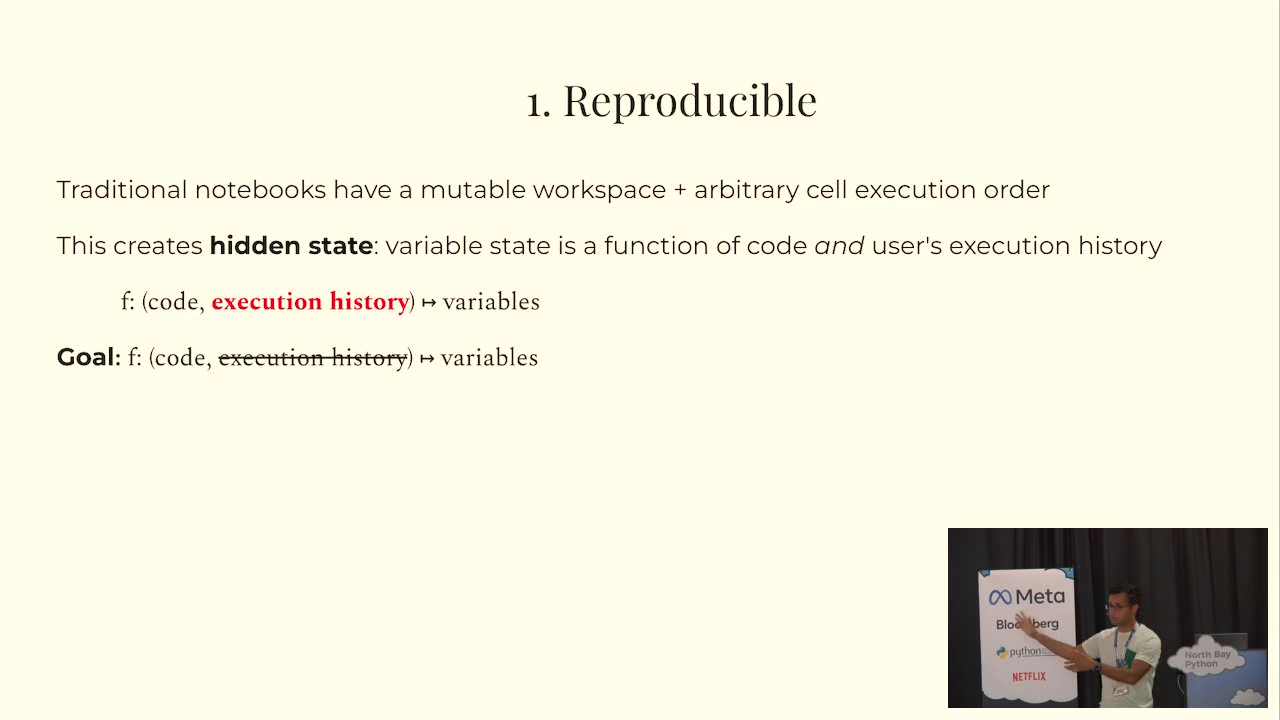 1. Reproducible
Traditional notebooks have a mutable workspace + arbitrary cell execution order
This creates hidden state: variable state is a function of code and user's execution history
f: (code, execution history) ↦ variables
Goal: f: (code, execution history) ↦ variables
Meta
Bloomberg
python
NETFLIX
North Bay
Python